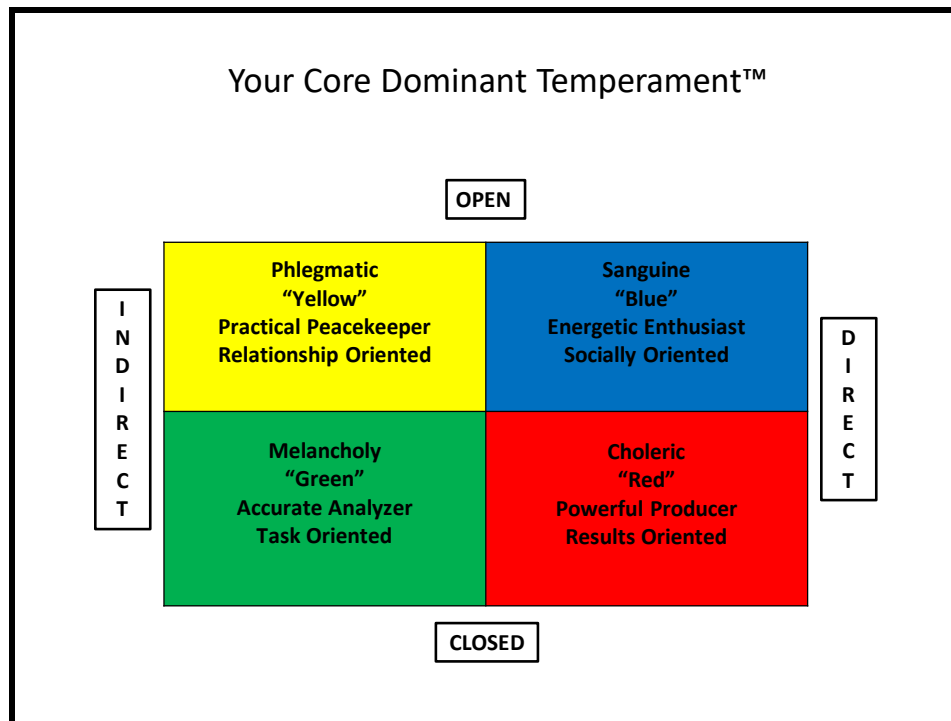 Your Core Dominant Temperament™
OPEN
INDIRECT
Phlegmatic
“Yellow”
Practical Peacekeeper
Relationship Oriented
Sanguine
“Blue”
Energetic Enthusiast
Socially Oriented
DIRECT
Melancholy
“Green”
Accurate Analyzer
Task Oriented
Choleric
“Red”
Powerful Producer
Results Oriented
CLOSED